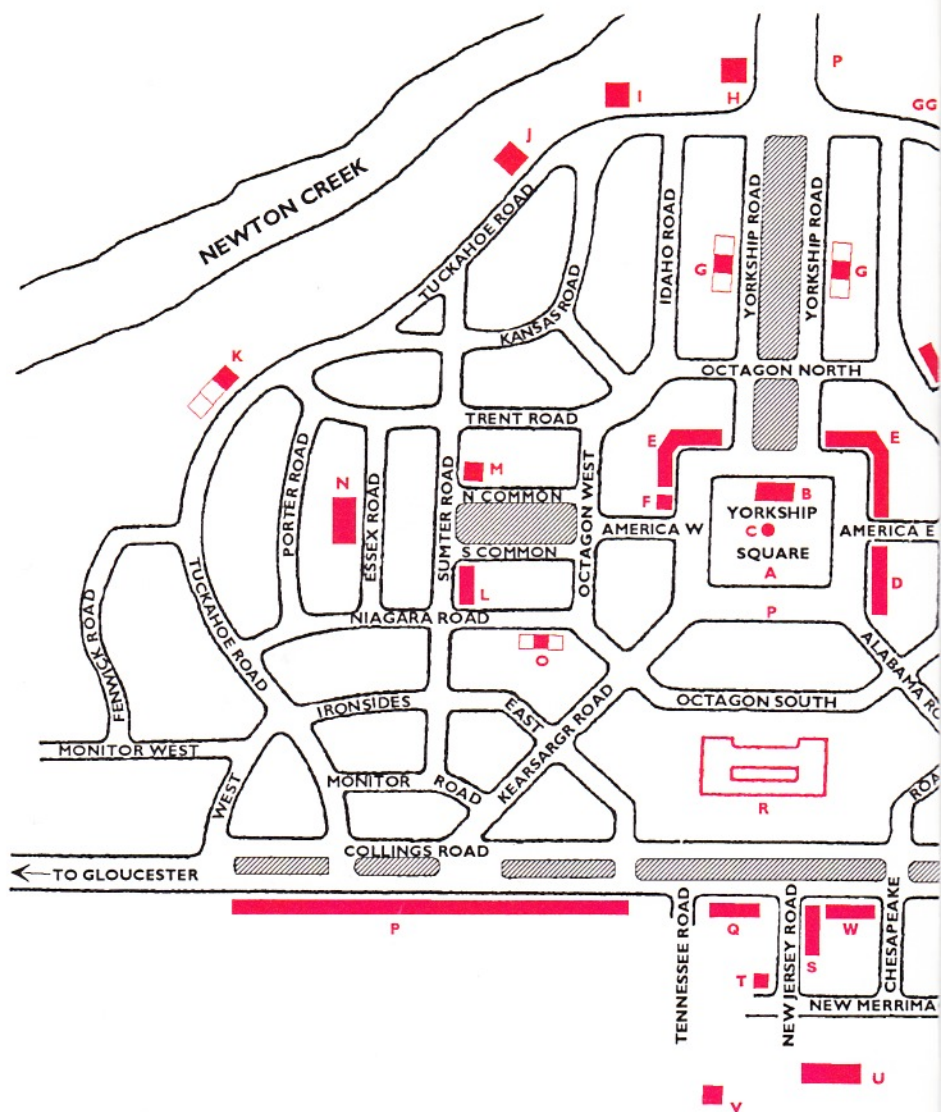 P
I
H
GG
J
NEWTON CREEK
TUCKAHOE ROAD
IDAHO ROAD
YORKSHIP ROAD
YORKSHIP ROAD
G
G
KANSAS ROAD
K
OCTAGON NORTH
TRENT ROAD
E
E
PORTER ROAD
M
N
ESSEX ROAD
SUMTER ROAD
N COMMON
OCTAGON WEST
F
B
YORKSHIP
C
SQUARE
A
AMERICA W
AMERICA E
S COMMON
L
D
P
NIAGARA ROAD
FENWICK ROAD
TUCKAHOE ROAD
O
ALABAMA RO
IRONSIDES
EAST
KEARSARGR ROAD
OCTAGON SOUTH
MONITOR WEST
WEST
MONITOR ROAD
R
ROA
COLLINGS ROAD
TO GLOUCESTER
P
TENNESSEE ROAD
Q
NEW JERSEY ROAD
S
W
CHESAPEAKE
T
NEW MERRIMA
U
V